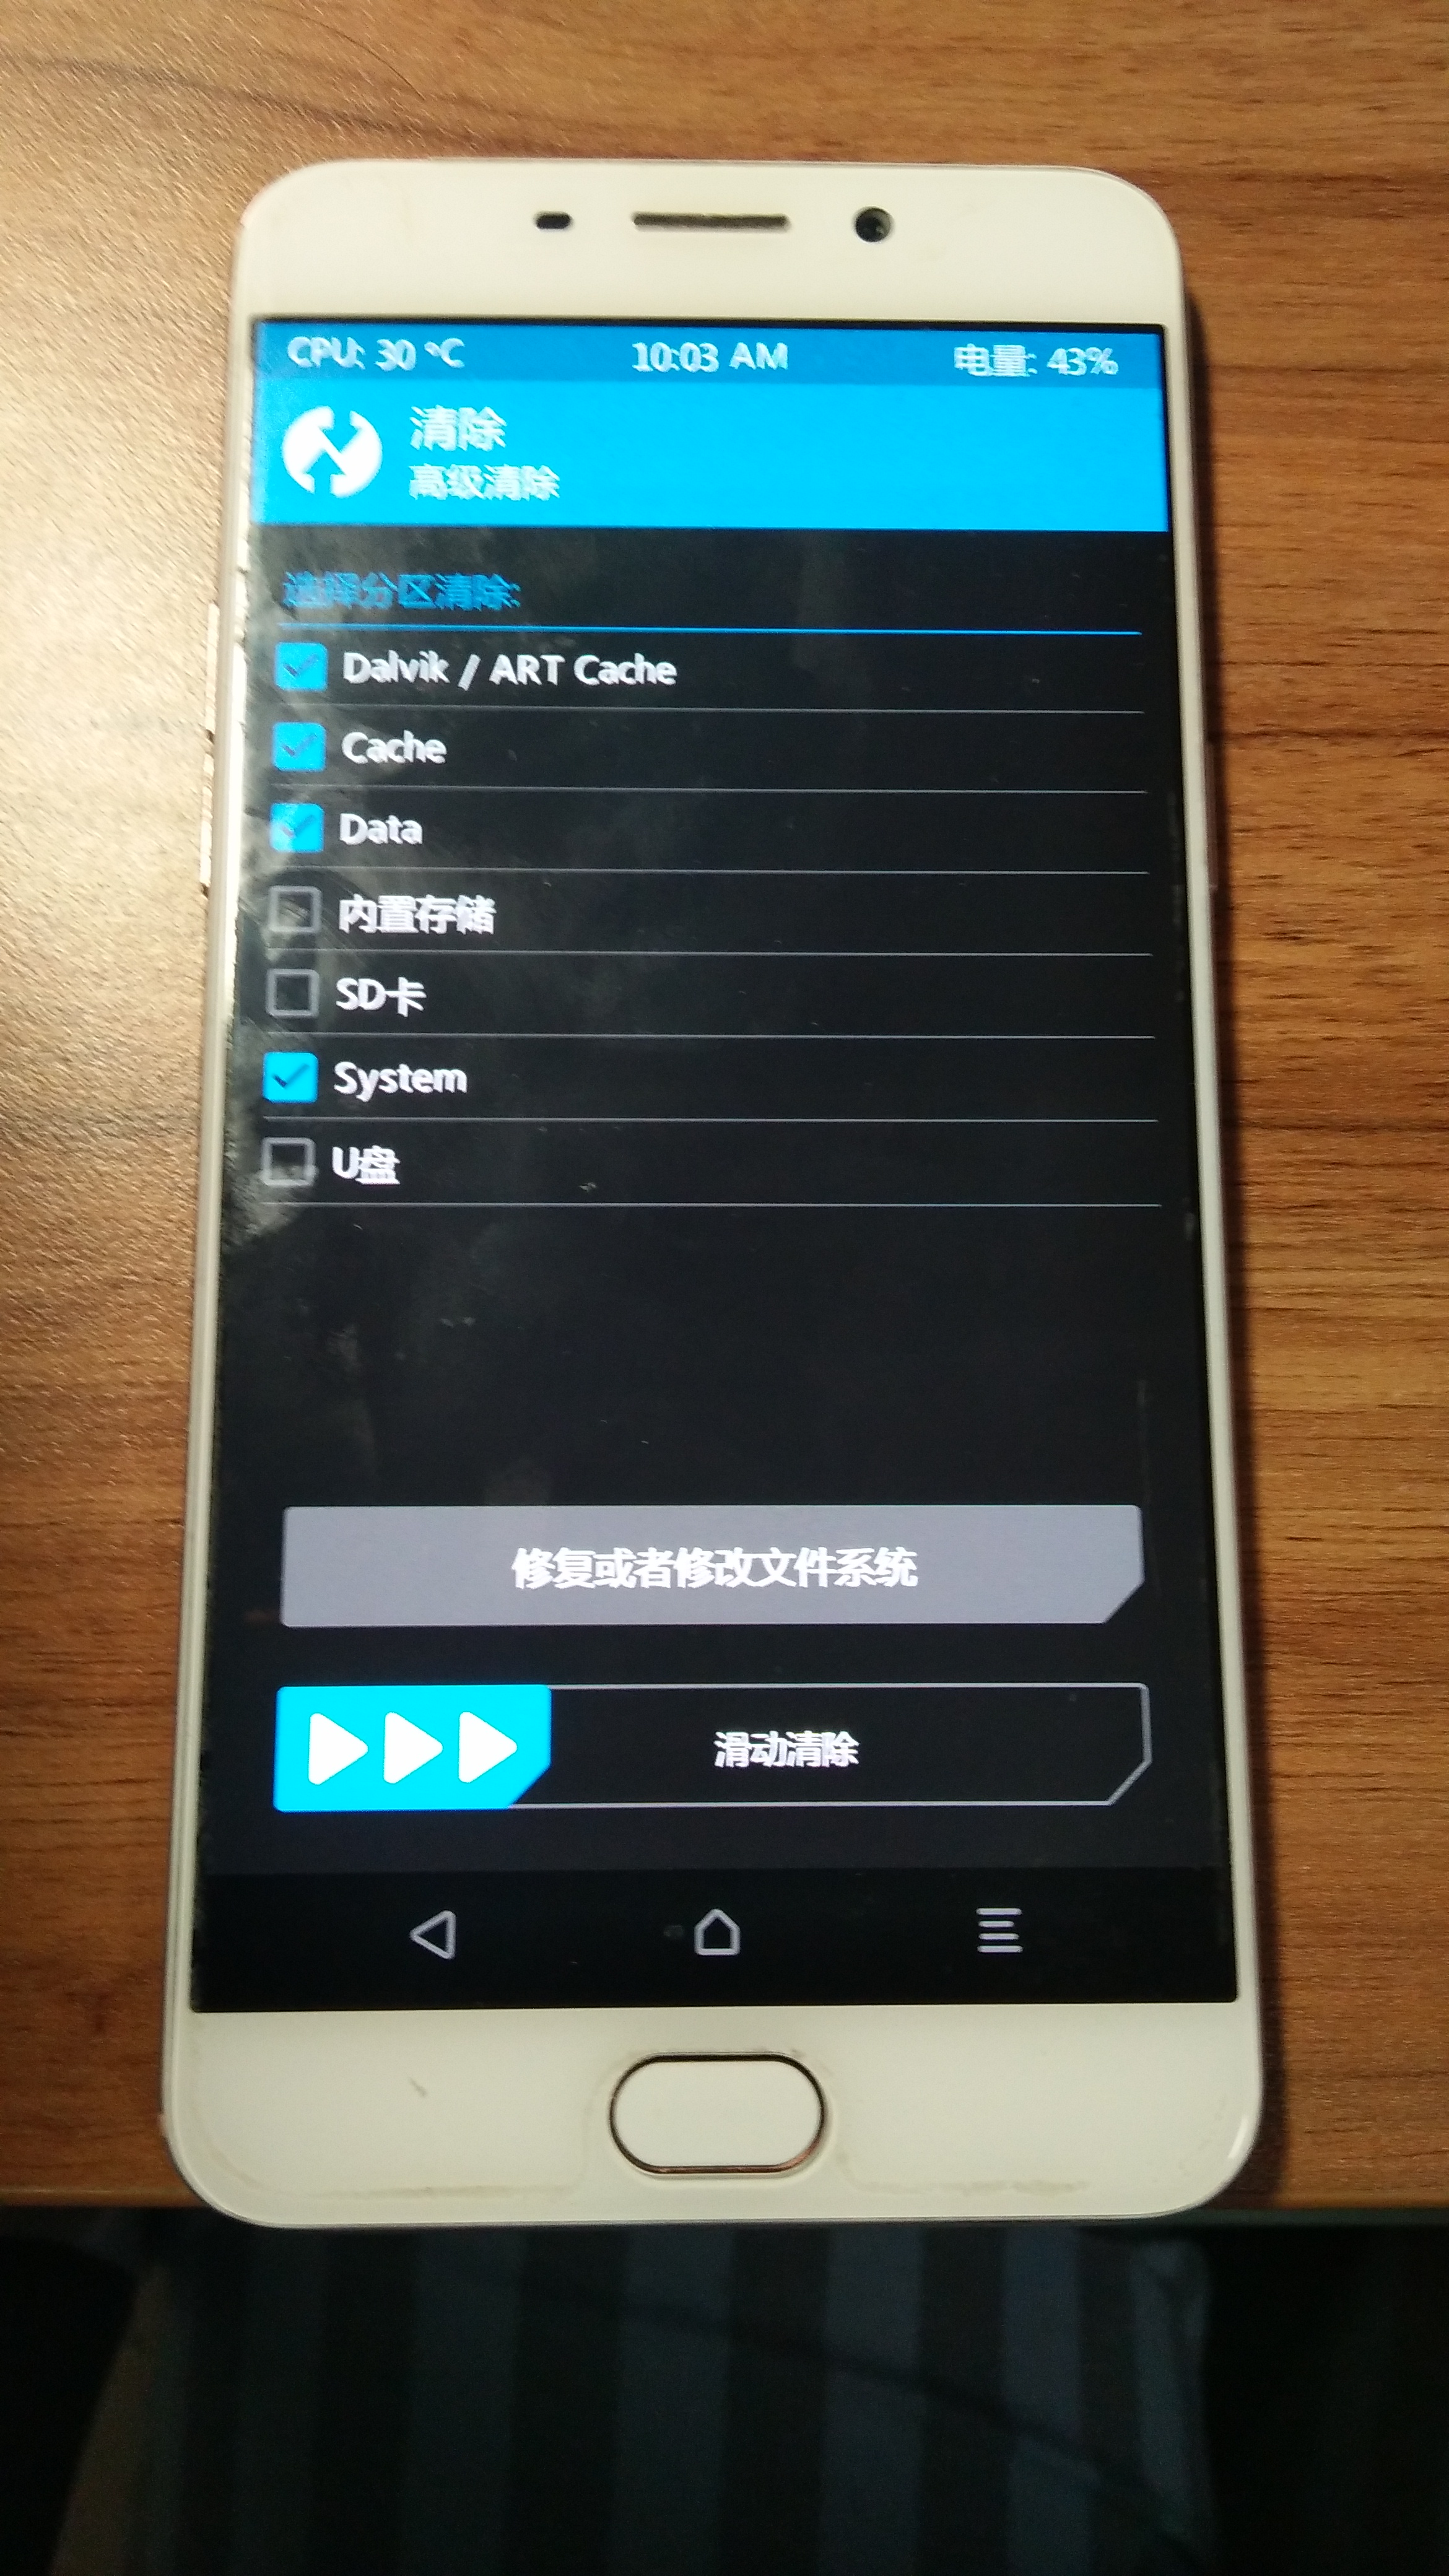 CPU: 30 °C 10:03 AM 电量: 43%
清除
高级清除
选择分区清除:
Dalvik / ART Cache
Cache
Data
内置存储
SD卡
System
U盘
修复或者修改文件系统
滑动清除